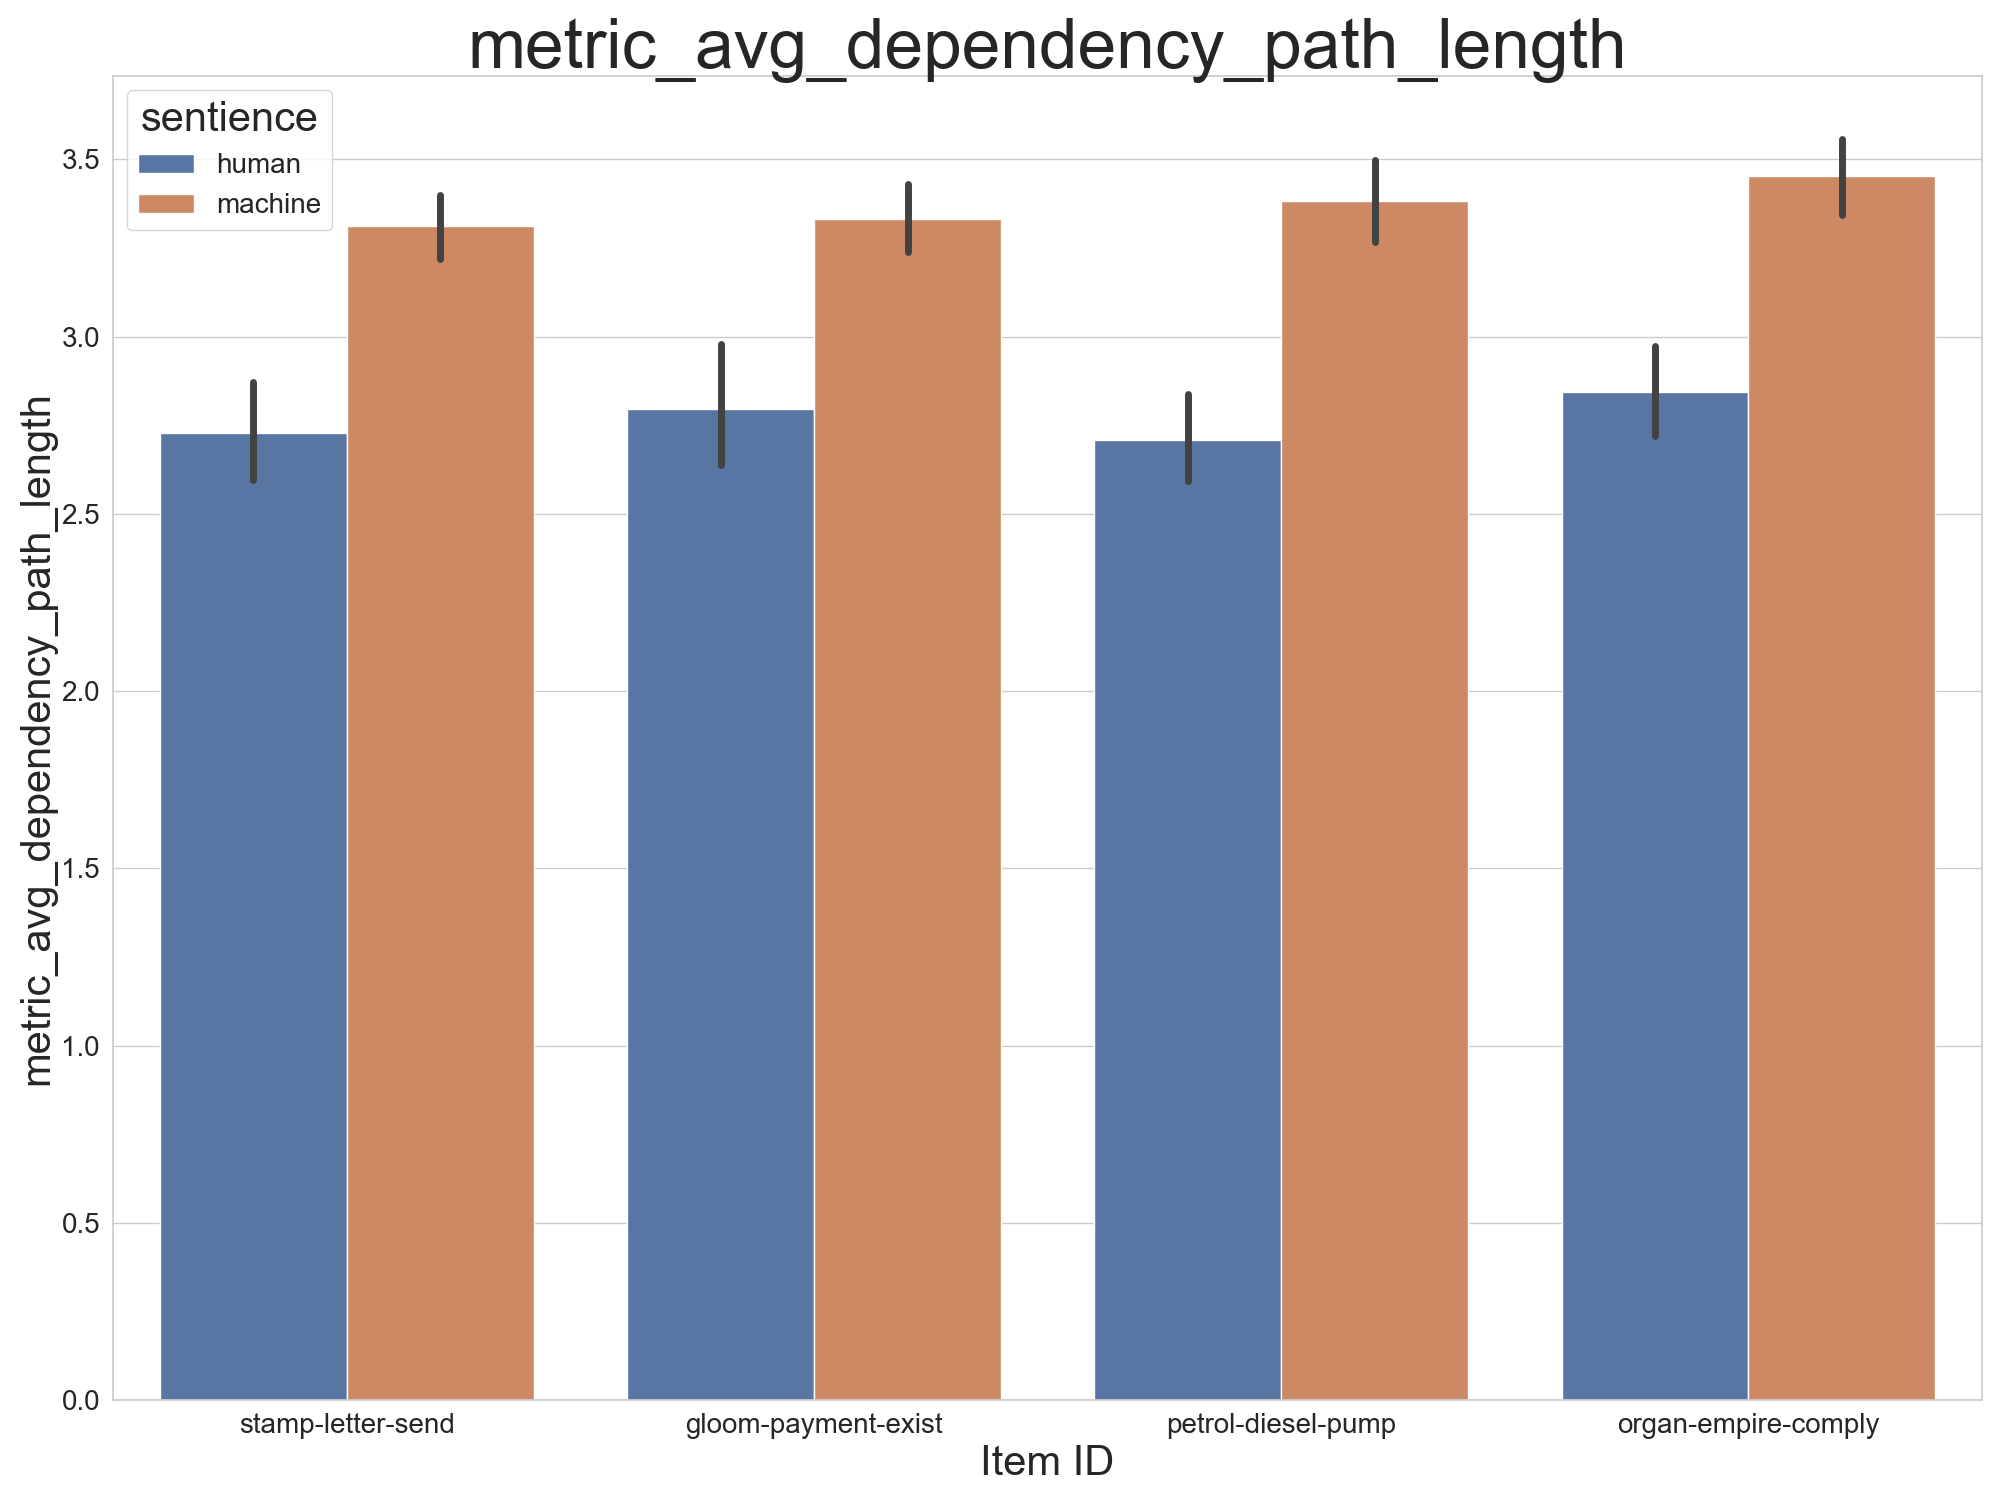 metric_avg_dependency_path_length
sentience
human
machine
metric_avg_dependency_path_length
3.5
3.0
2.5
2.0
1.5
1.0
0.5
0.0
stamp-letter-send
gloom-payment-exist
petrol-diesel-pump
organ-empire-comply
Item ID